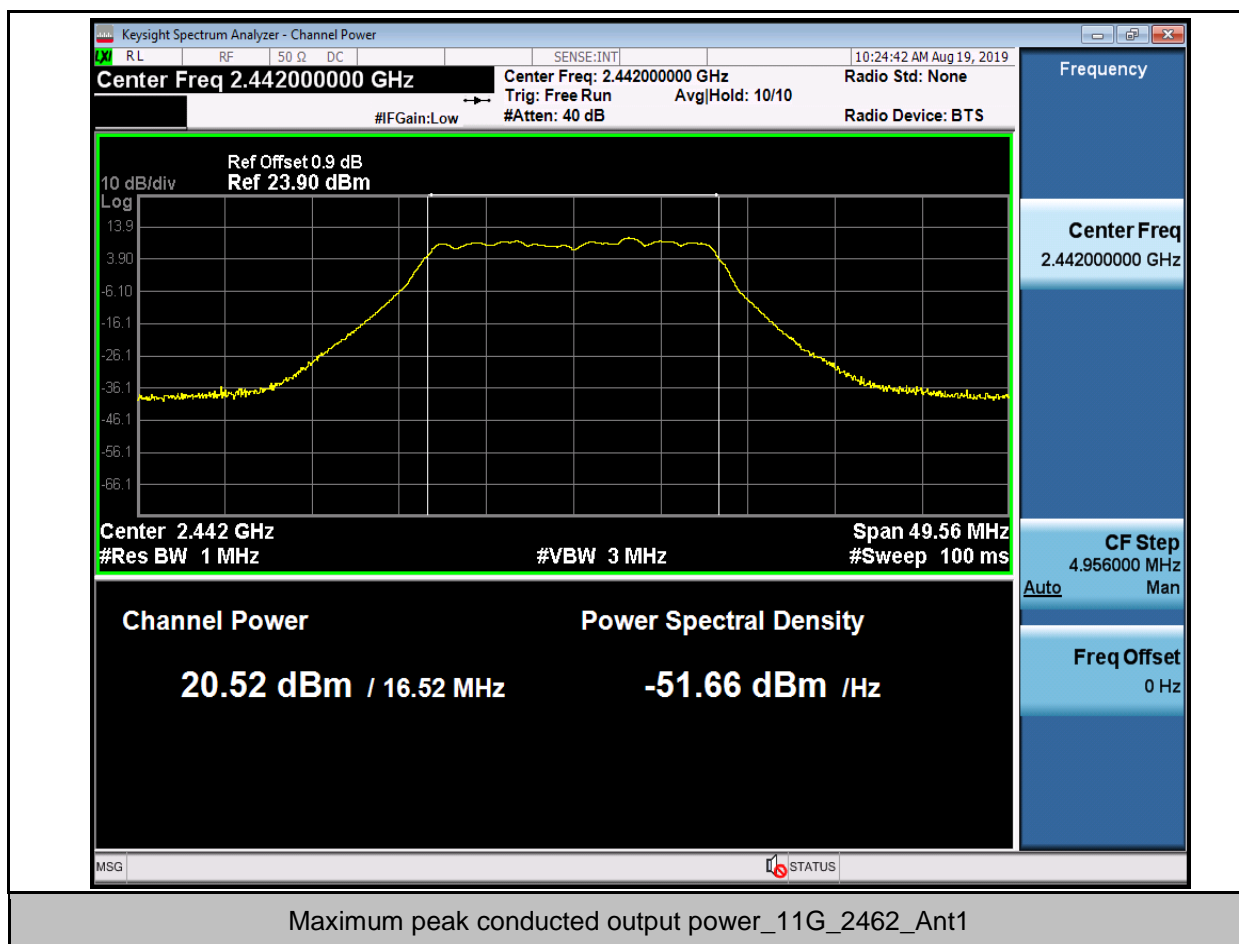 Keysight Spectrum Analyzer - Channel Power
LXI RL RF 50 Ω DC SENSE:INT 10:24:42 AM Aug 19, 2019
Center Freq 2.442000000 GHz
Center Freq: 2.442000000 GHz Radio Std: None
Trig: Free Run Avg|Hold: 10/10
#IFGain:Low #Atten: 40 dB Radio Device: BTS
Frequency
Ref Offset 0.9 dB
10 dB/div Ref 23.90 dBm
Log
13.9
3.90
-6.10
-16.1
-26.1
-36.1
-46.1
-56.1
-66.1
Center 2.442 GHz Span 49.56 MHz
#Res BW 1 MHz #VBW 3 MHz #Sweep 100 ms
Center Freq
2.442000000 GHz
CF Step
4.956000 MHz
Auto Man
Freq Offset
0 Hz
Channel Power Power Spectral Density
20.52 dBm / 16.52 MHz -51.66 dBm /Hz
MSG STATUS
Maximum peak conducted output power_11G_2462_Ant1